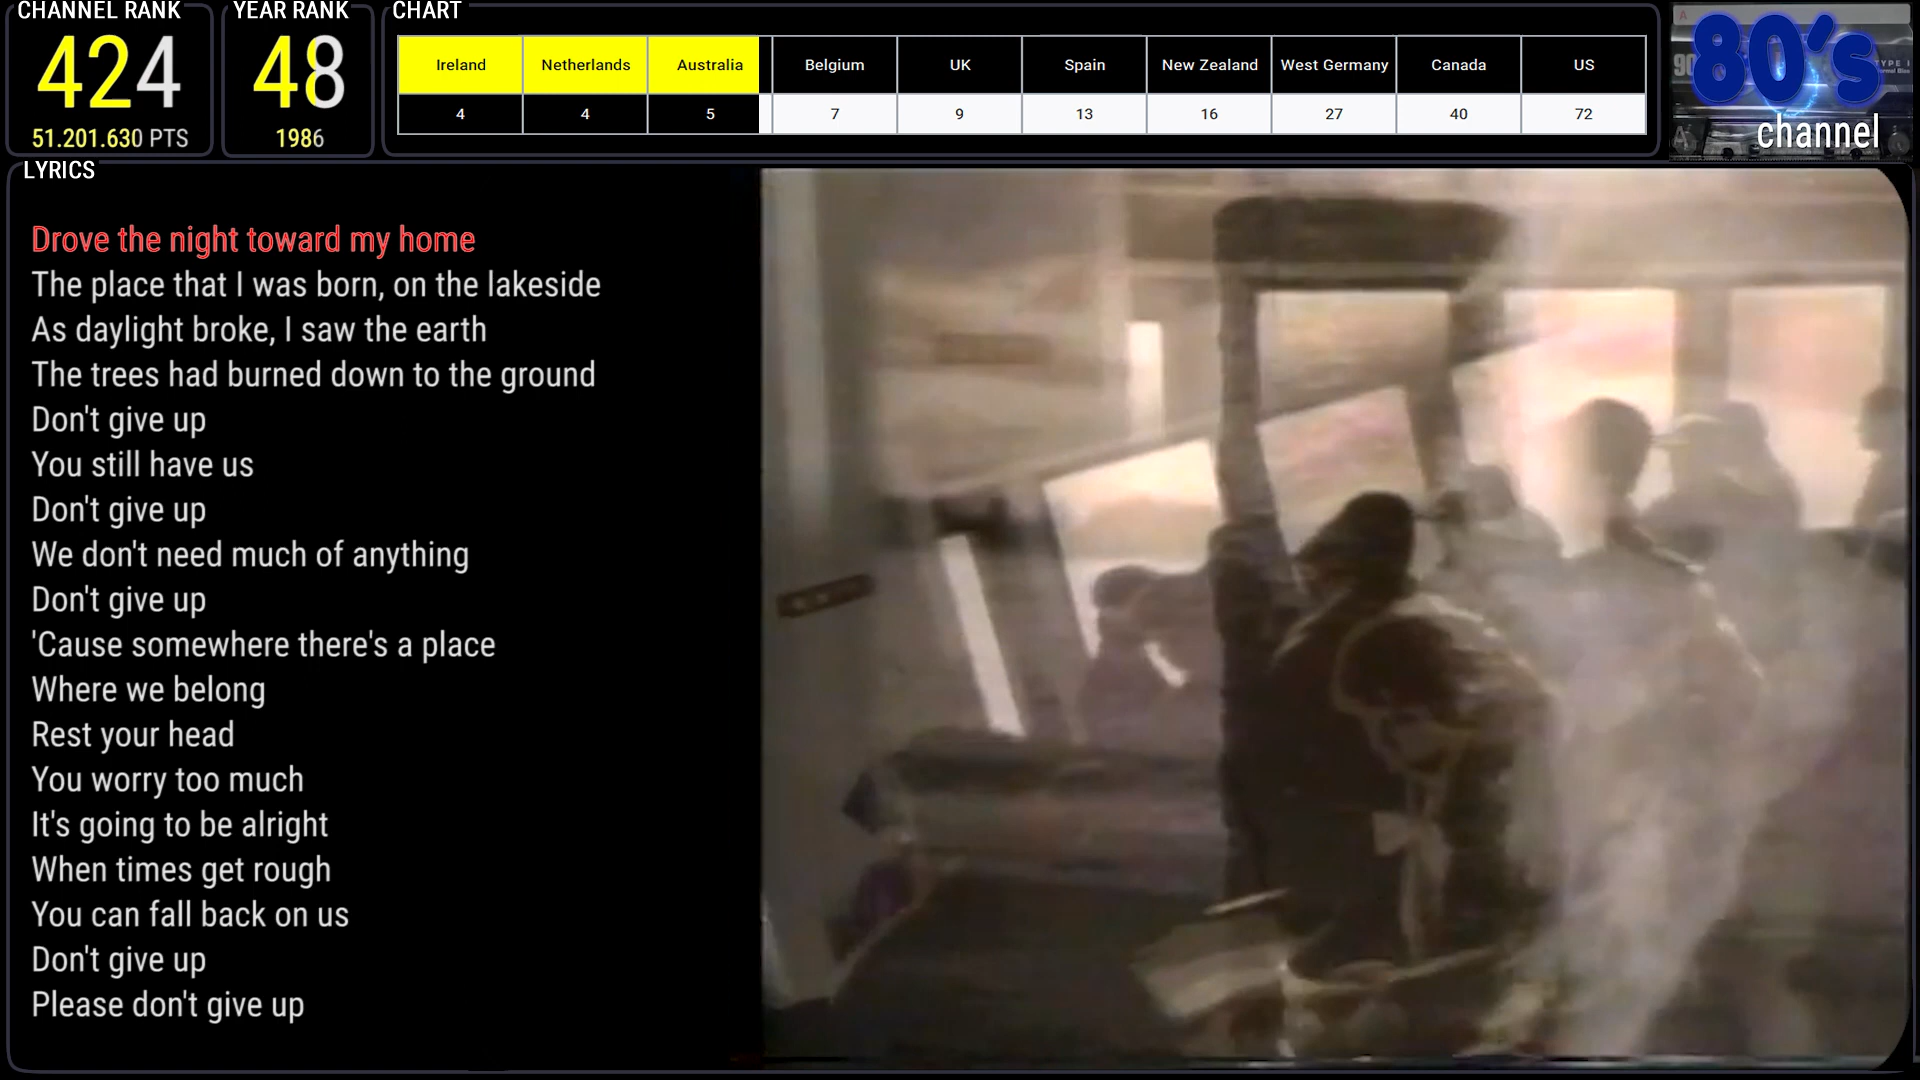 CHANNEL RANK
424
51.201.630 PTS
YEAR RANK
48
1986
CHART
Ireland Netherlands Australia Belgium UK Spain New Zealand West Germany Canada US
4 4 5 7 9 13 16 27 40 72
80's
channel
LYRICS
Drove the night toward my home
The place that I was born, on the lakeside
As daylight broke, I saw the earth
The trees had burned down to the ground
Don't give up
You still have us
Don't give up
We don't need much of anything
Don't give up
'Cause somewhere there's a place
Where we belong
Rest your head
You worry too much
It's going to be alright
When times get rough
You can fall back on us
Don't give up
Please don't give up